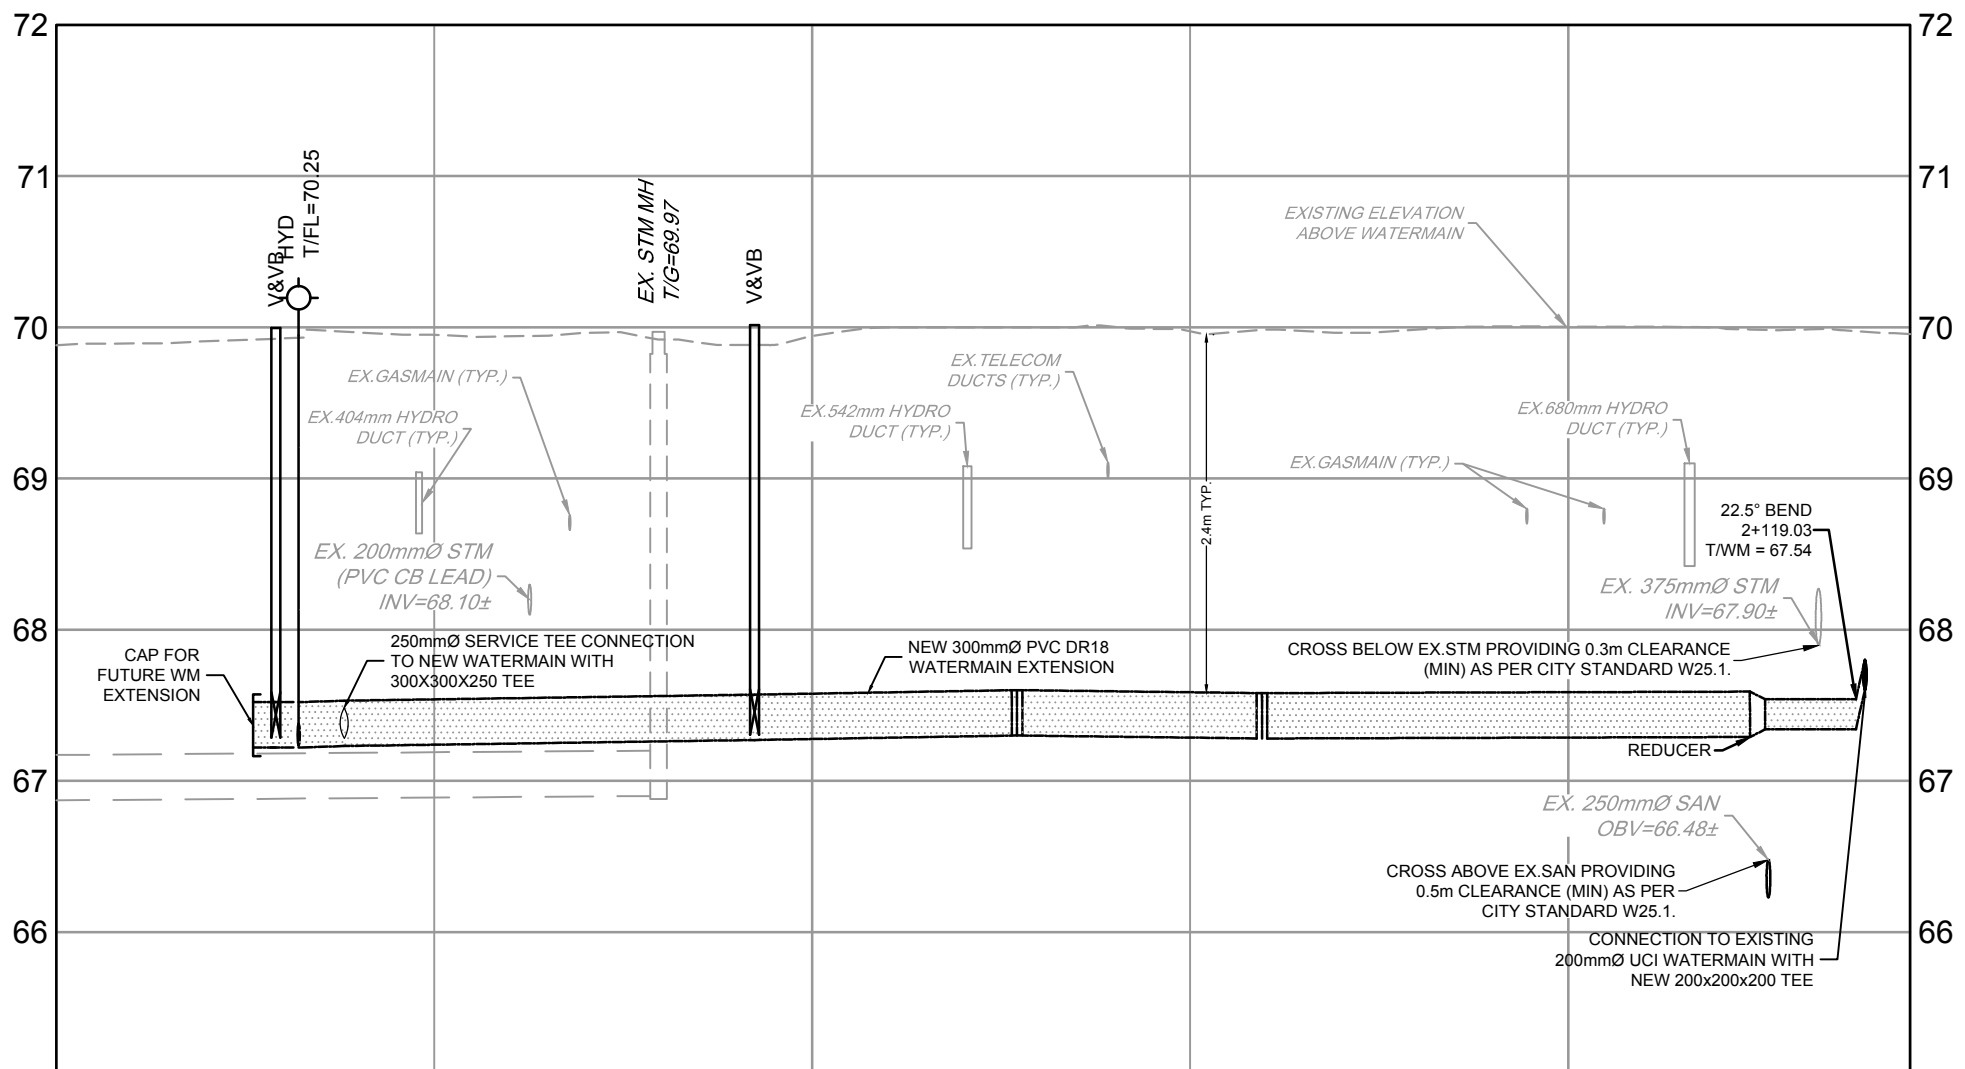 72
72
71
71
70
70
69
69
68
68
67
67
66
66
V&VB
HYD
T/FL=70.25
EX. STM MH
T/G=69.97
V&VB
EXISTING ELEVATION
ABOVE WATERMAIN
EX.GASMAIN (TYP.)
EX.404mm HYDRO
DUCT (TYP.)
EX.TELECOM
DUCTS (TYP.)
EX.542mm HYDRO
DUCT (TYP.)
EX.680mm HYDRO
DUCT (TYP.)
EX.GASMAIN (TYP.)
2.4m TYP.
22.5° BEND
2+119.03
T/WM = 67.54
EX. 200mmØ STM
(PVC CB LEAD)
INV=68.10±
EX. 375mmØ STM
INV=67.90±
CAP FOR
FUTURE WM
EXTENSION
250mmØ SERVICE TEE CONNECTION
TO NEW WATERMAIN WITH
300X300X250 TEE
NEW 300mmØ PVC DR18
WATERMAIN EXTENSION
CROSS BELOW EX.STM PROVIDING 0.3m CLEARANCE
(MIN) AS PER CITY STANDARD W25.1.
REDUCER
EX. 250mmØ SAN
OBV=66.48±
CROSS ABOVE EX.SAN PROVIDING
0.5m CLEARANCE (MIN) AS PER
CITY STANDARD W25.1.
CONNECTION TO EXISTING
200mmØ UCI WATERMAIN WITH
NEW 200x200x200 TEE